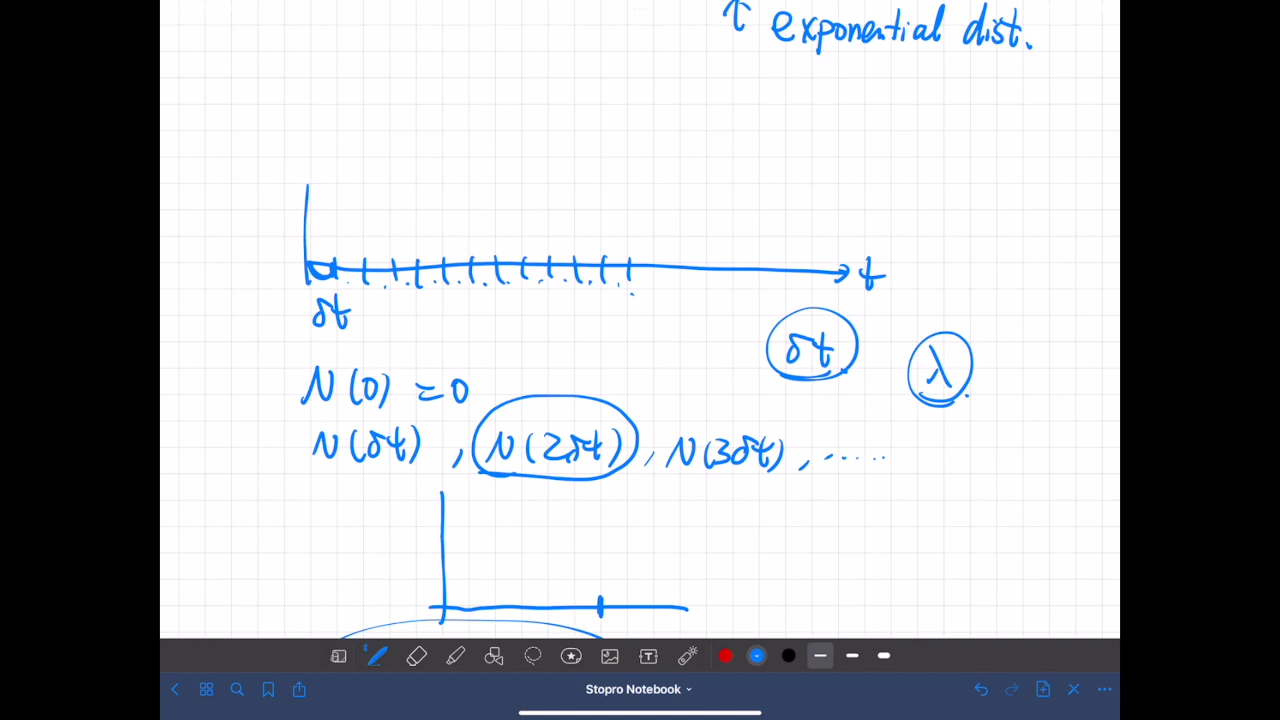 ↑ exponential dist.
t
δt
δt
λ
N(0) = 0
N(δt), N(2δt), N(3δt), .....
Stopro Notebook